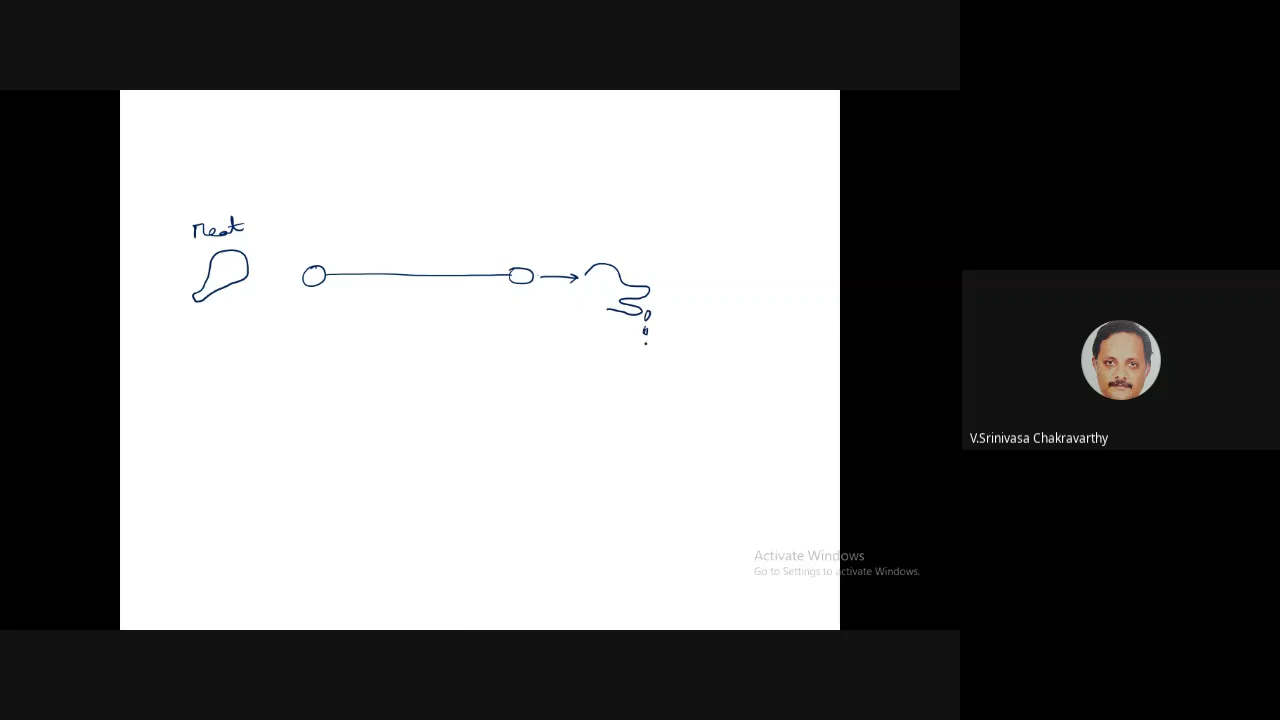 Meat
V.Srinivasa Chakravarthy
Activate Windows
Go to Settings to activate Windows.